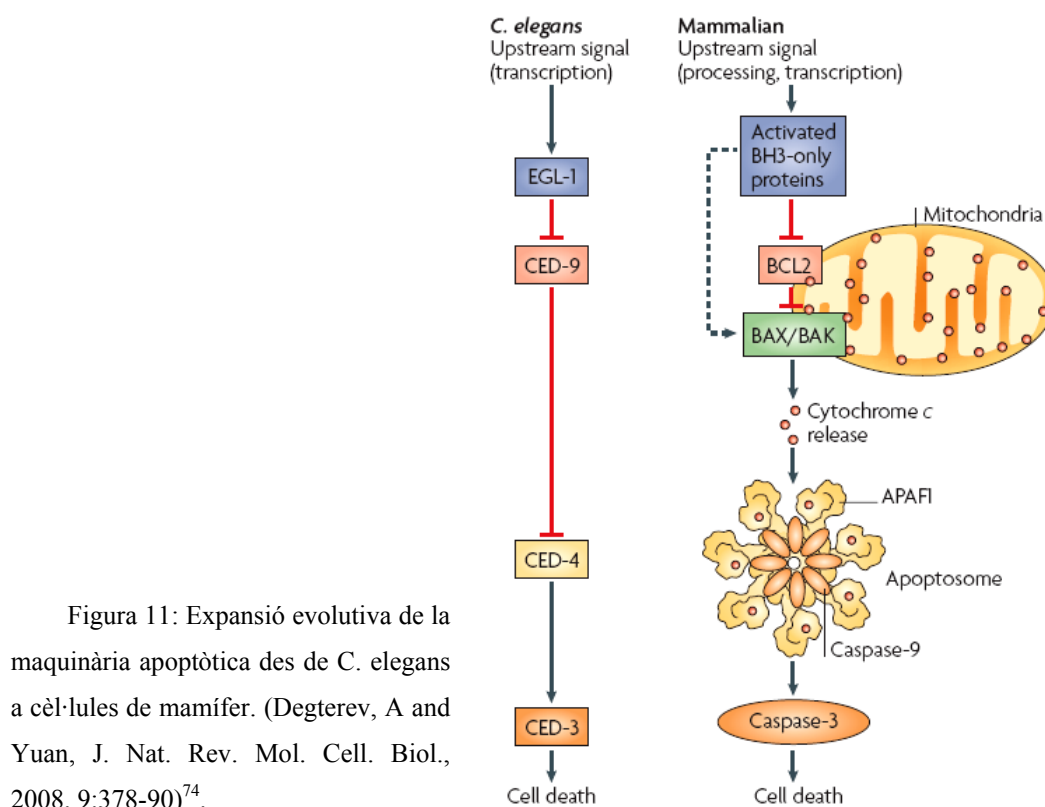 C. elegans
Upstream signal
(transcription)
EGL-1
CED-9
CED-4
CED-3
Cell death
Mammalian
Upstream signal
(processing, transcription)
Activated
BH3-only
proteins
Mitochondria
BCL2
BAX/BAK
Cytochrome c
release
APAF1
Apoptosome
Caspase-9
Caspase-3
Cell death
Figura 11: Expansió evolutiva de la
maquinària apoptòtica des de C. elegans
a cèl·lules de mamífer. (Degterev, A and
Yuan, J. Nat. Rev. Mol. Cell. Biol.,
2008, 9:378-90)74.